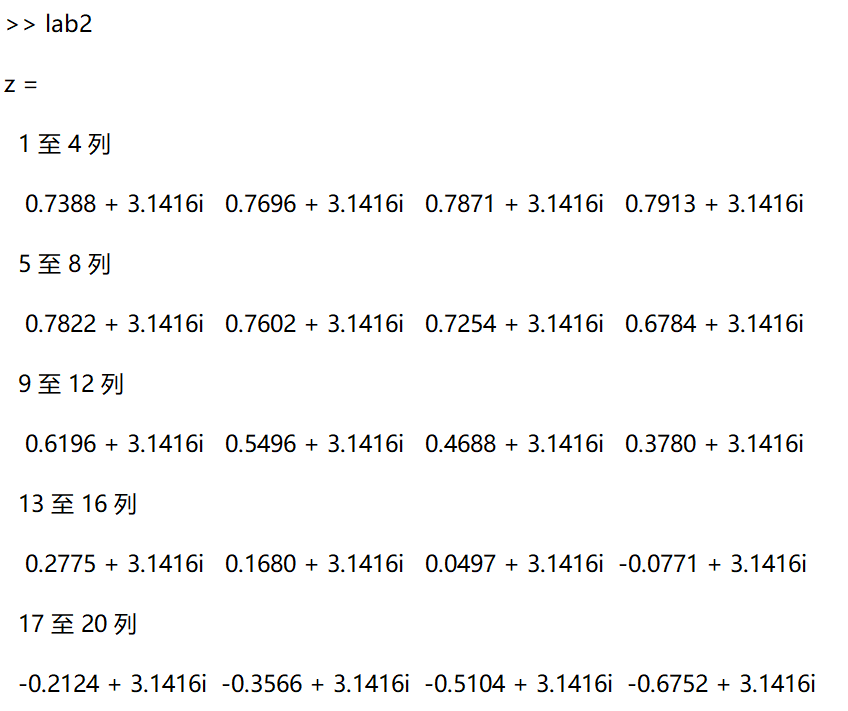 >> lab2
z =
1 至 4 列
0.7388 + 3.1416i 0.7696 + 3.1416i 0.7871 + 3.1416i 0.7913 + 3.1416i
5 至 8 列
0.7822 + 3.1416i 0.7602 + 3.1416i 0.7254 + 3.1416i 0.6784 + 3.1416i
9 至 12 列
0.6196 + 3.1416i 0.5496 + 3.1416i 0.4688 + 3.1416i 0.3780 + 3.1416i
13 至 16 列
0.2775 + 3.1416i 0.1680 + 3.1416i 0.0497 + 3.1416i -0.0771 + 3.1416i
17 至 20 列
-0.2124 + 3.1416i -0.3566 + 3.1416i -0.5104 + 3.1416i -0.6752 + 3.1416i